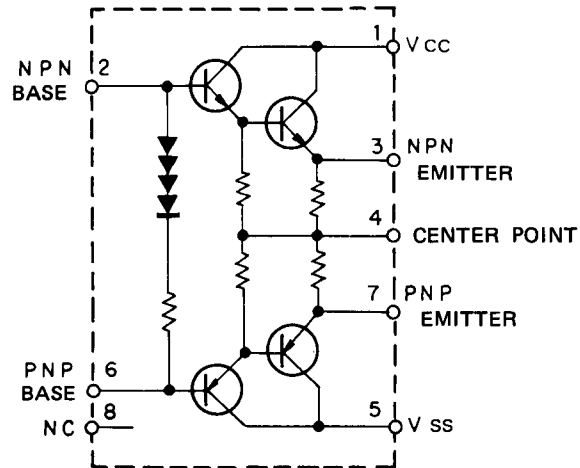 1 VCC
NPN 2
BASE
3 NPN
EMITTER
4 CENTER POINT
7 PNP
EMITTER
PNP 6
BASE
NC 8
5 VSS